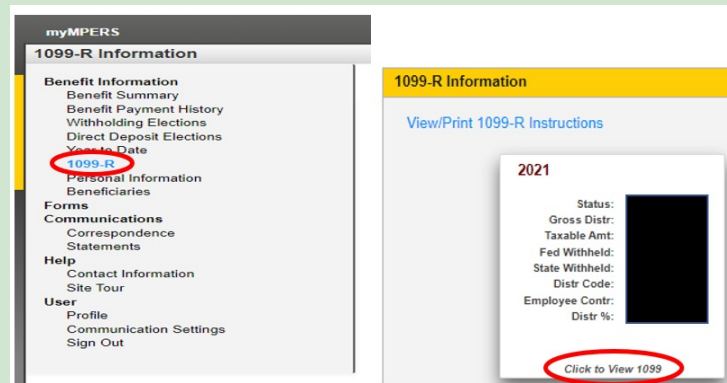 myMPERS
1099-R Information
Benefit Information
Benefit Summary
Benefit Payment History
Withholding Elections
Direct Deposit Elections
Year to Date
1099-R
Personal Information
Beneficiaries
Forms
Communications
Correspondence
Statements
Help
Contact Information
Site Tour
User
Profile
Communication Settings
Sign Out
1099-R Information
View/Print 1099-R Instructions
2021
Status:
Gross Distr:
Taxable Amt:
Fed Withheld:
State Withheld:
Distr Code:
Employee Contr:
Distr %:
Click to View 1099